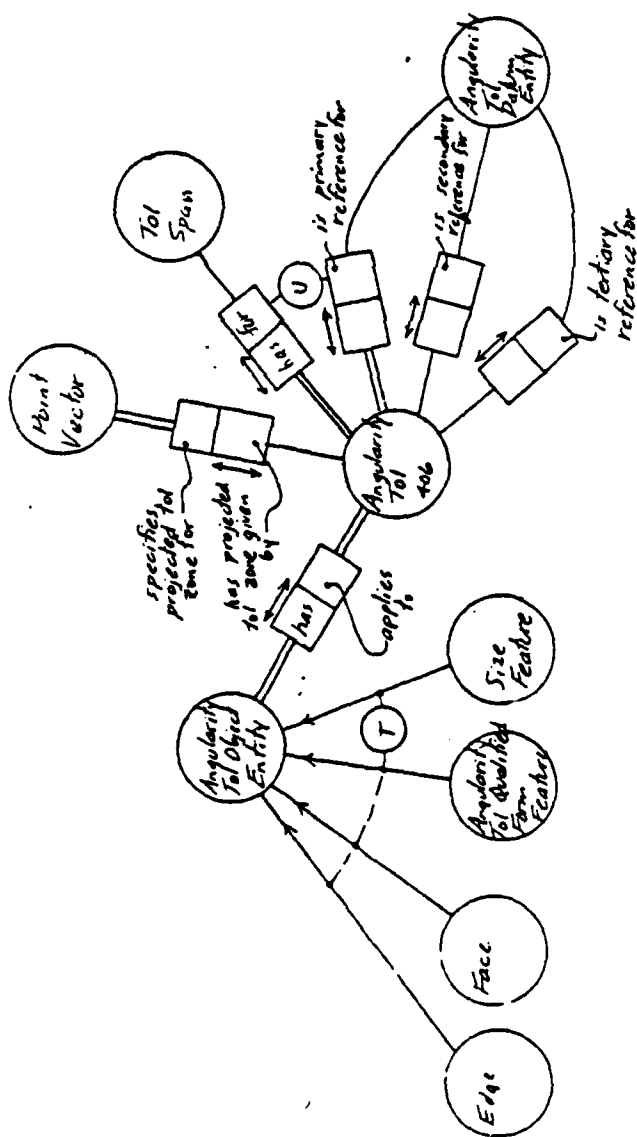 Angularity
Tol
Datum
Entity
is primary
reference for
is secondary
reference for
is tertiary
reference for
Tol
Span
for
has
U
Point
Vector
specifies
projected tol
zone for
has projected
tol zone given
by
Angularity
Tol
406
has
applies
to
Angularity
Tol Object
Entity
T
Size
Feature
Angularity
Tol Qualified
Form
Feature
Face
Edge